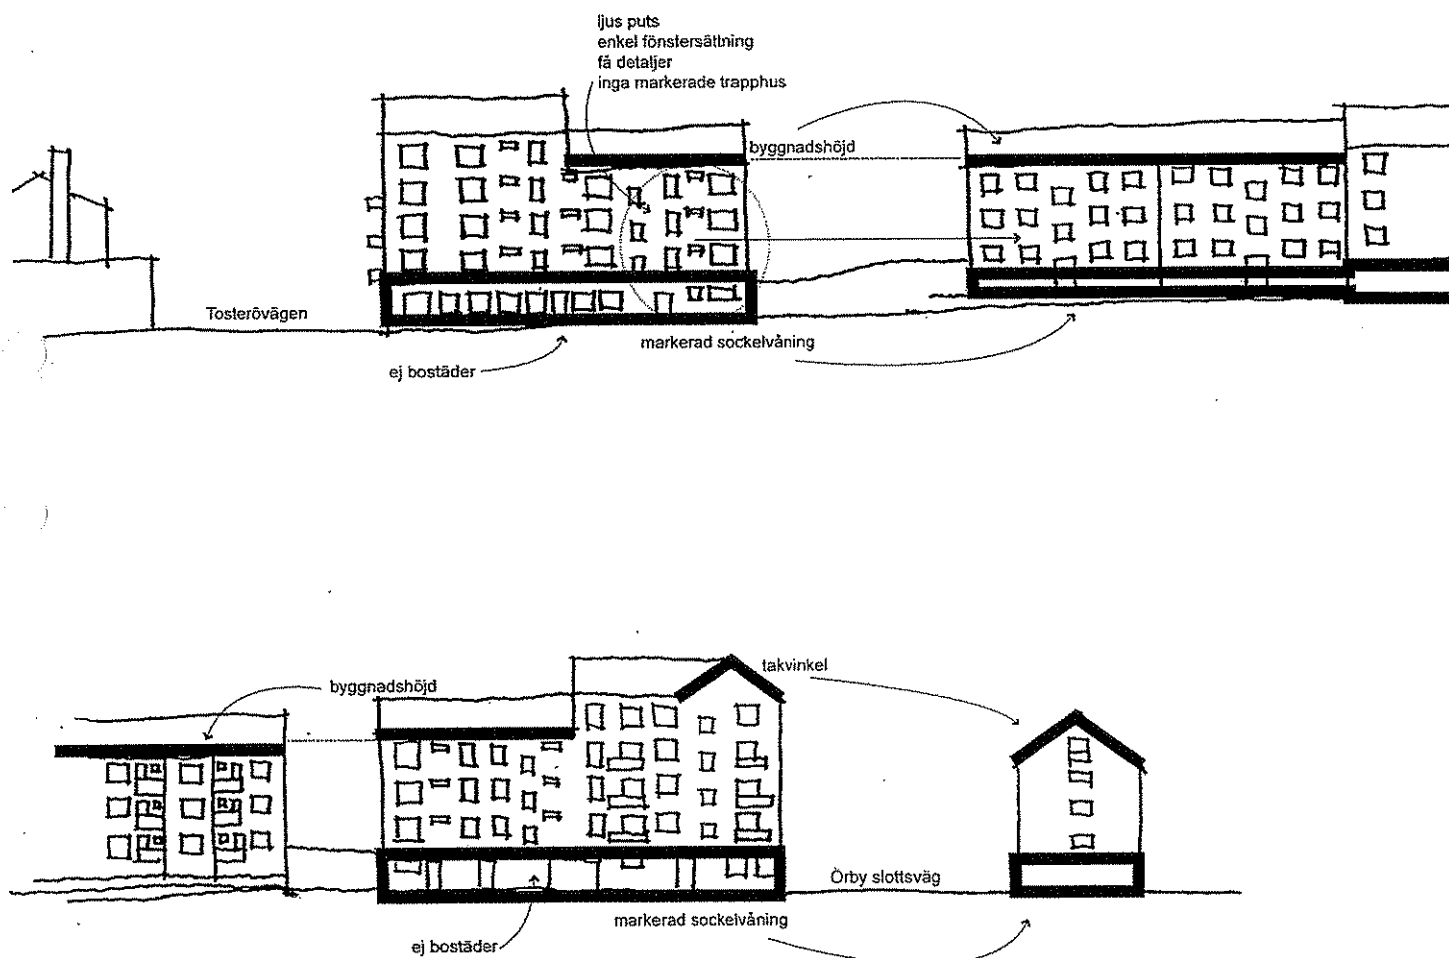 ljus puts
enkel fönstersättning
få detaljer
inga markerade trapphus
byggnadshöjd
Tosterövägen
markerad sockelvåning
ej bostäder
takvinkel
byggnadshöjd
Örby slottsväg
markerad sockelvåning
ej bostäder